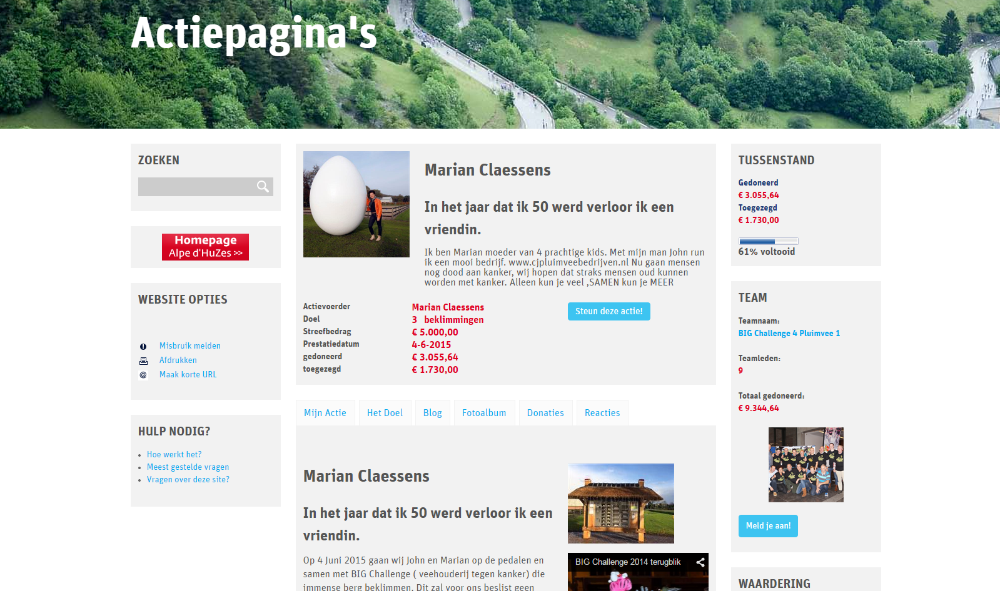 Actiepagina's
ZOEKEN
Homepage
Alpe d'HuZes >>
WEBSITE OPTIES
Misbruik melden
Afdrukken
Maak korte URL
HULP NODIG?
Hoe werkt het?
Meest gestelde vragen
Vragen over deze site?
Marian Claessens
In het jaar dat ik 50 werd verloor ik een
vriendin.
Ik ben Marian moeder van 4 prachtige kids. Met mijn man John run
ik een mooi bedrijf. www.cjpluimveebedrijven.nl Nu gaan mensen
nog dood aan kanker, wij hopen dat straks mensen oud kunnen
worden met kanker. Alleen kun je veel ,SAMEN kun je MEER
Actievoerder Marian Claessens
Doel 3 beklimmingen
Streefbedrag € 5.000,00
Prestatiedatum 4-6-2015
gedoneerd € 3.055,64
toegezegd € 1.730,00
Steun deze actie!
Mijn Actie Het Doel Blog Fotoalbum Donaties Reacties
Marian Claessens
In het jaar dat ik 50 werd verloor ik een
vriendin.
Op 4 Juni 2015 gaan wij John en Marian op de pedalen en
samen met BIG Challenge ( veehouderij tegen kanker) die
immense berg beklimmen. Dit zal voor ons beslist geen
BIG Challenge 2014 terugblik
TUSSENSTAND
Gedoneerd
€ 3.055,64
Toegezegd
€ 1.730,00
61% voltooid
TEAM
Teamnaam:
BIG Challenge 4 Pluimvee 1
Teamleden:
9
Totaal gedoneerd:
€ 9.344,64
Meld je aan!
WAARDERING